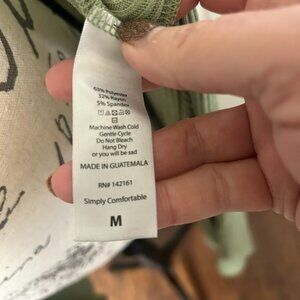 63% Polyester
32% Rayon
5% Spandex
Machine Wash Cold
Gentle Cycle
Do Not Bleach
Hang Dry
or you will be sad
MADE IN GUATEMALA
RN# 142161
Simply Comfortable
M